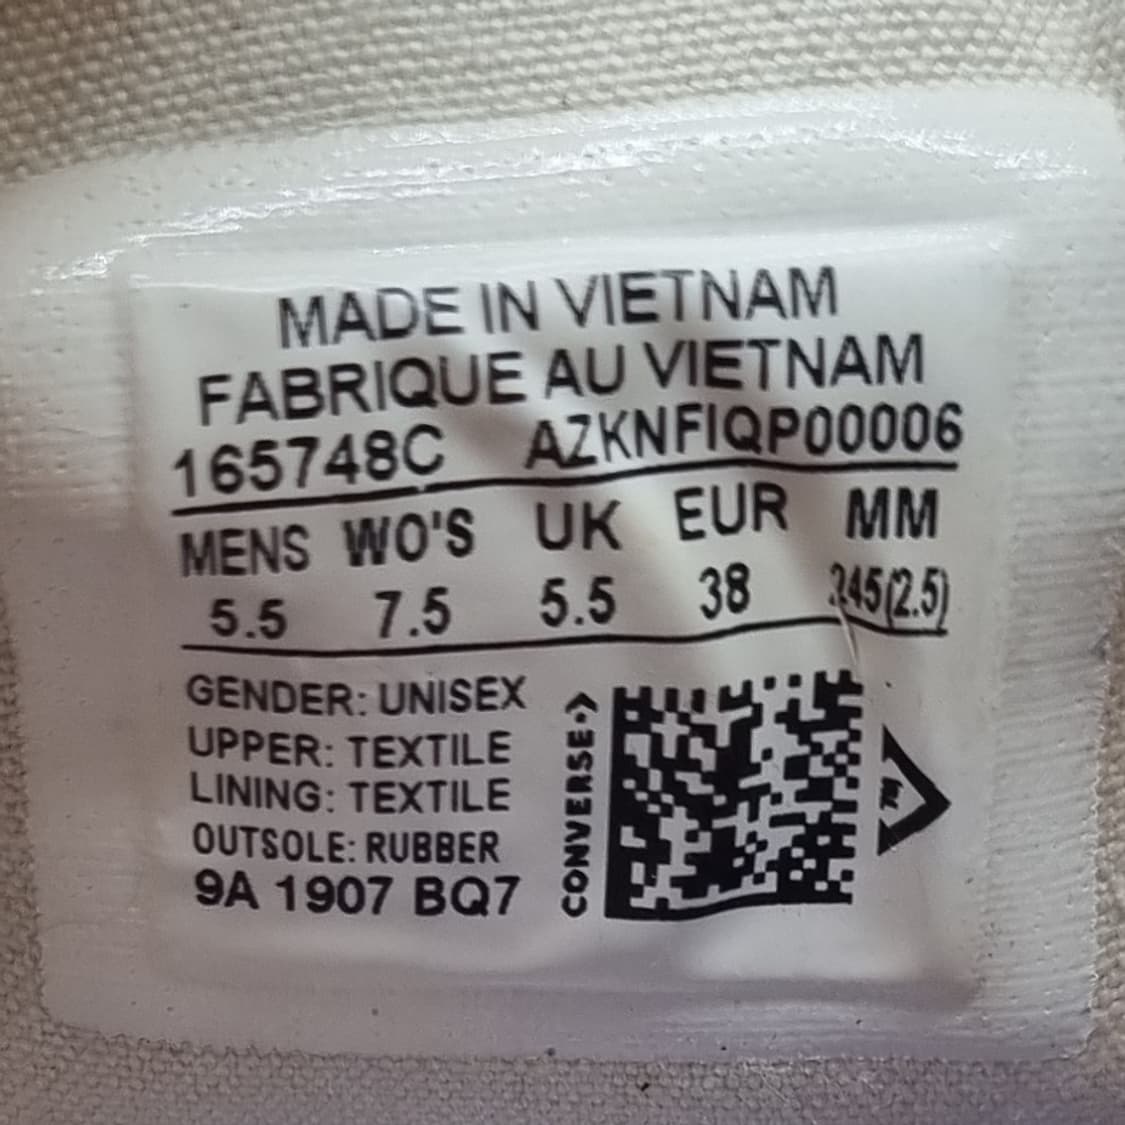 MADE IN VIETNAM
FABRIQUE AU VIETNAM
165748C AZKNFIQP00006
MENS WO'S UK EUR MM
5.5 7.5 5.5 38 245(2.5)
GENDER: UNISEX
UPPER: TEXTILE
LINING: TEXTILE
OUTSOLE: RUBBER
9A 1907 BQ7
CONVERSE